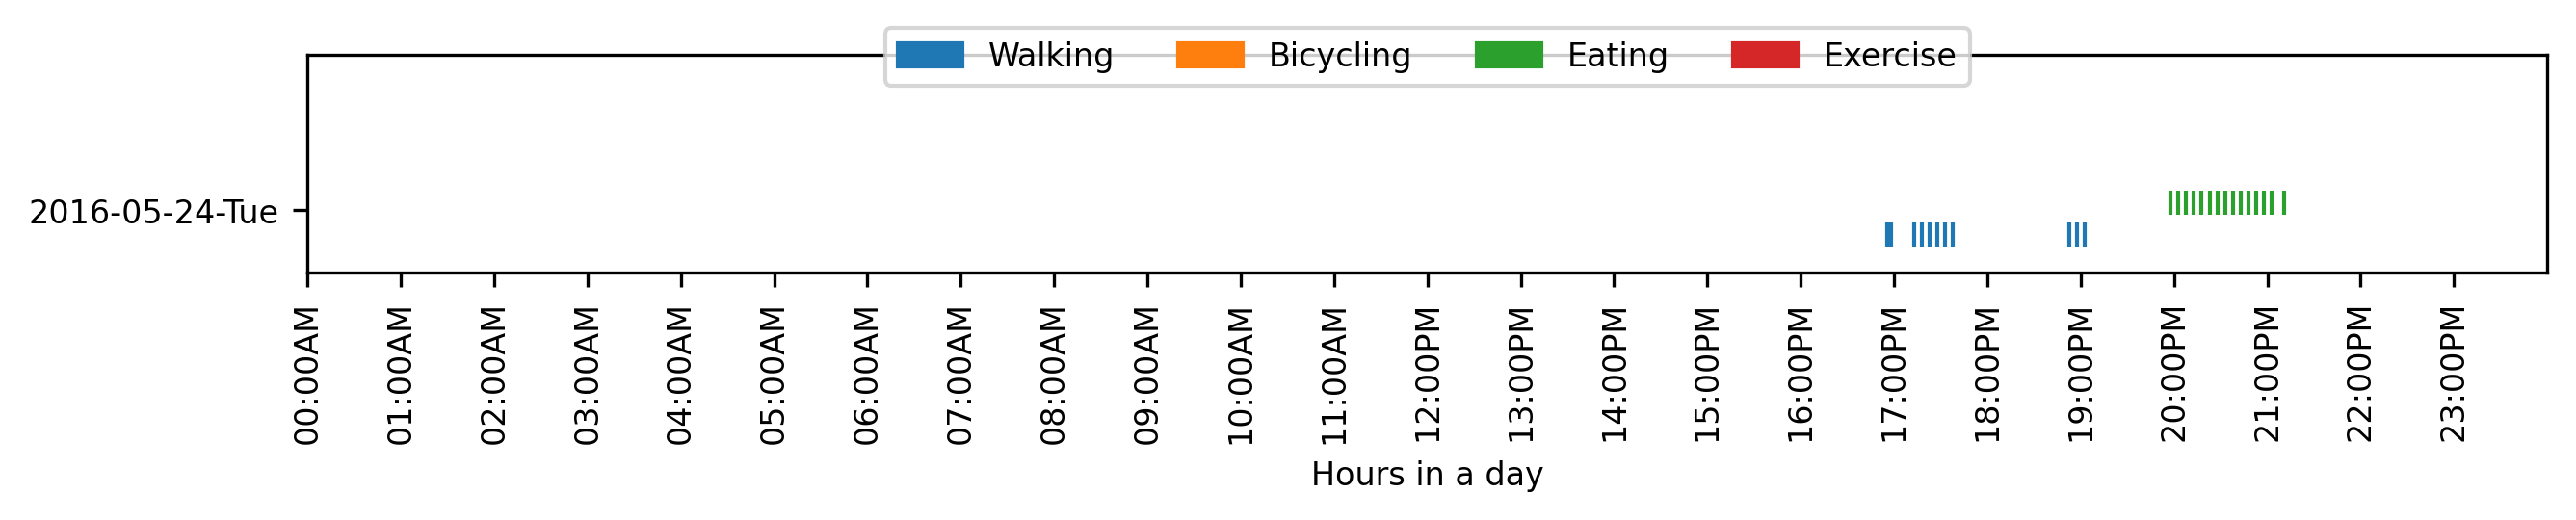 Walking Bicycling Eating Exercise
2016-05-24-Tue
00:00AM 01:00AM 02:00AM 03:00AM 04:00AM 05:00AM 06:00AM 07:00AM 08:00AM 09:00AM 10:00AM 11:00AM 12:00PM 13:00PM 14:00PM 15:00PM 16:00PM 17:00PM 18:00PM 19:00PM 20:00PM 21:00PM 22:00PM 23:00PM
Hours in a day